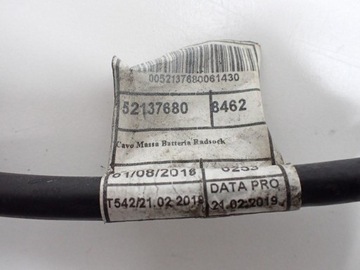 0052137680061430
52137680 8462
Cavo Massa Batteria Radsock
01/08/2018 0253
T542/21.02 2019 DATA PRO
21.02.2019